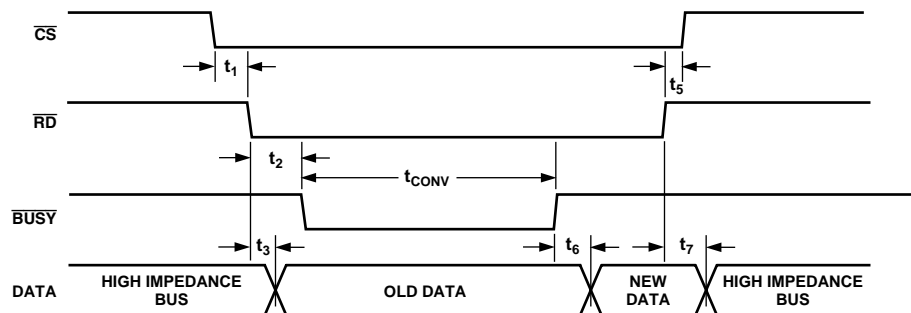 CS
t1
t5
RD
t2
tCONV
BUSY
t3
t6
t7
DATA
HIGH IMPEDANCE
BUS
OLD DATA
NEW
DATA
HIGH IMPEDANCE
BUS